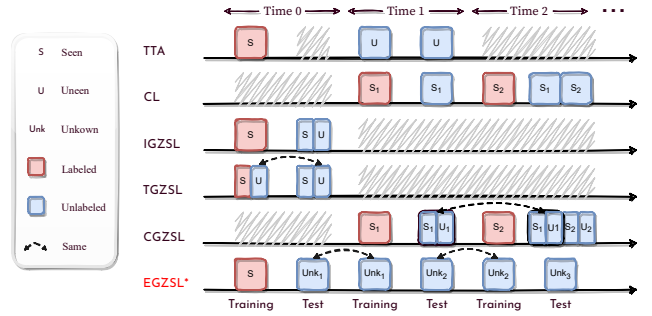 Time 0 Time 1 Time 2 ...
S Seen
U Uneen
Unk Unkown
Labeled
Unlabeled
Same
TTA S U U
CL S1 S1 S2 S1 S2
IGZSL S S U
TGZSL S U S U
CGZSL S1 S1 U1 S2 S1 U1 S2 U2
EGZSL* S Unk1 Unk1 Unk2 Unk2 Unk3
Training Test Training Test Training Test